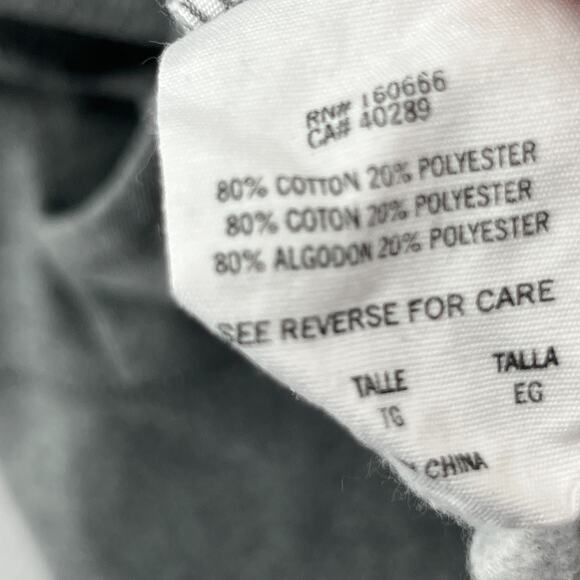 RN# 160666
CA# 40289
80% COTTON 20% POLYESTER
80% COTON 20% POLYESTER
80% ALGODON 20% POLYESTER
SEE REVERSE FOR CARE
TALLE TALLA
TG EG
CHINA